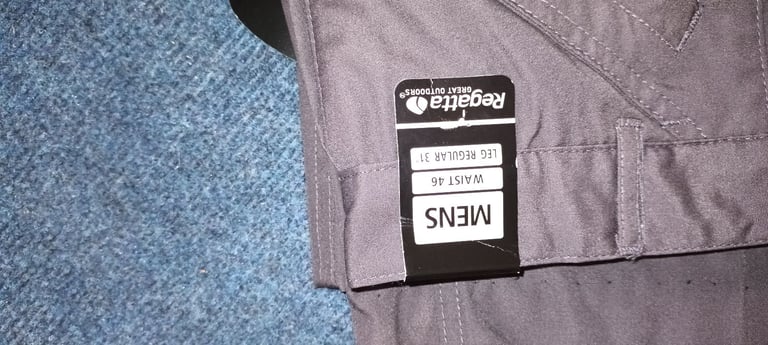 MENS
WAIST 46
LEG REGULAR 31"
Regatta
GREAT OUTDOORS®